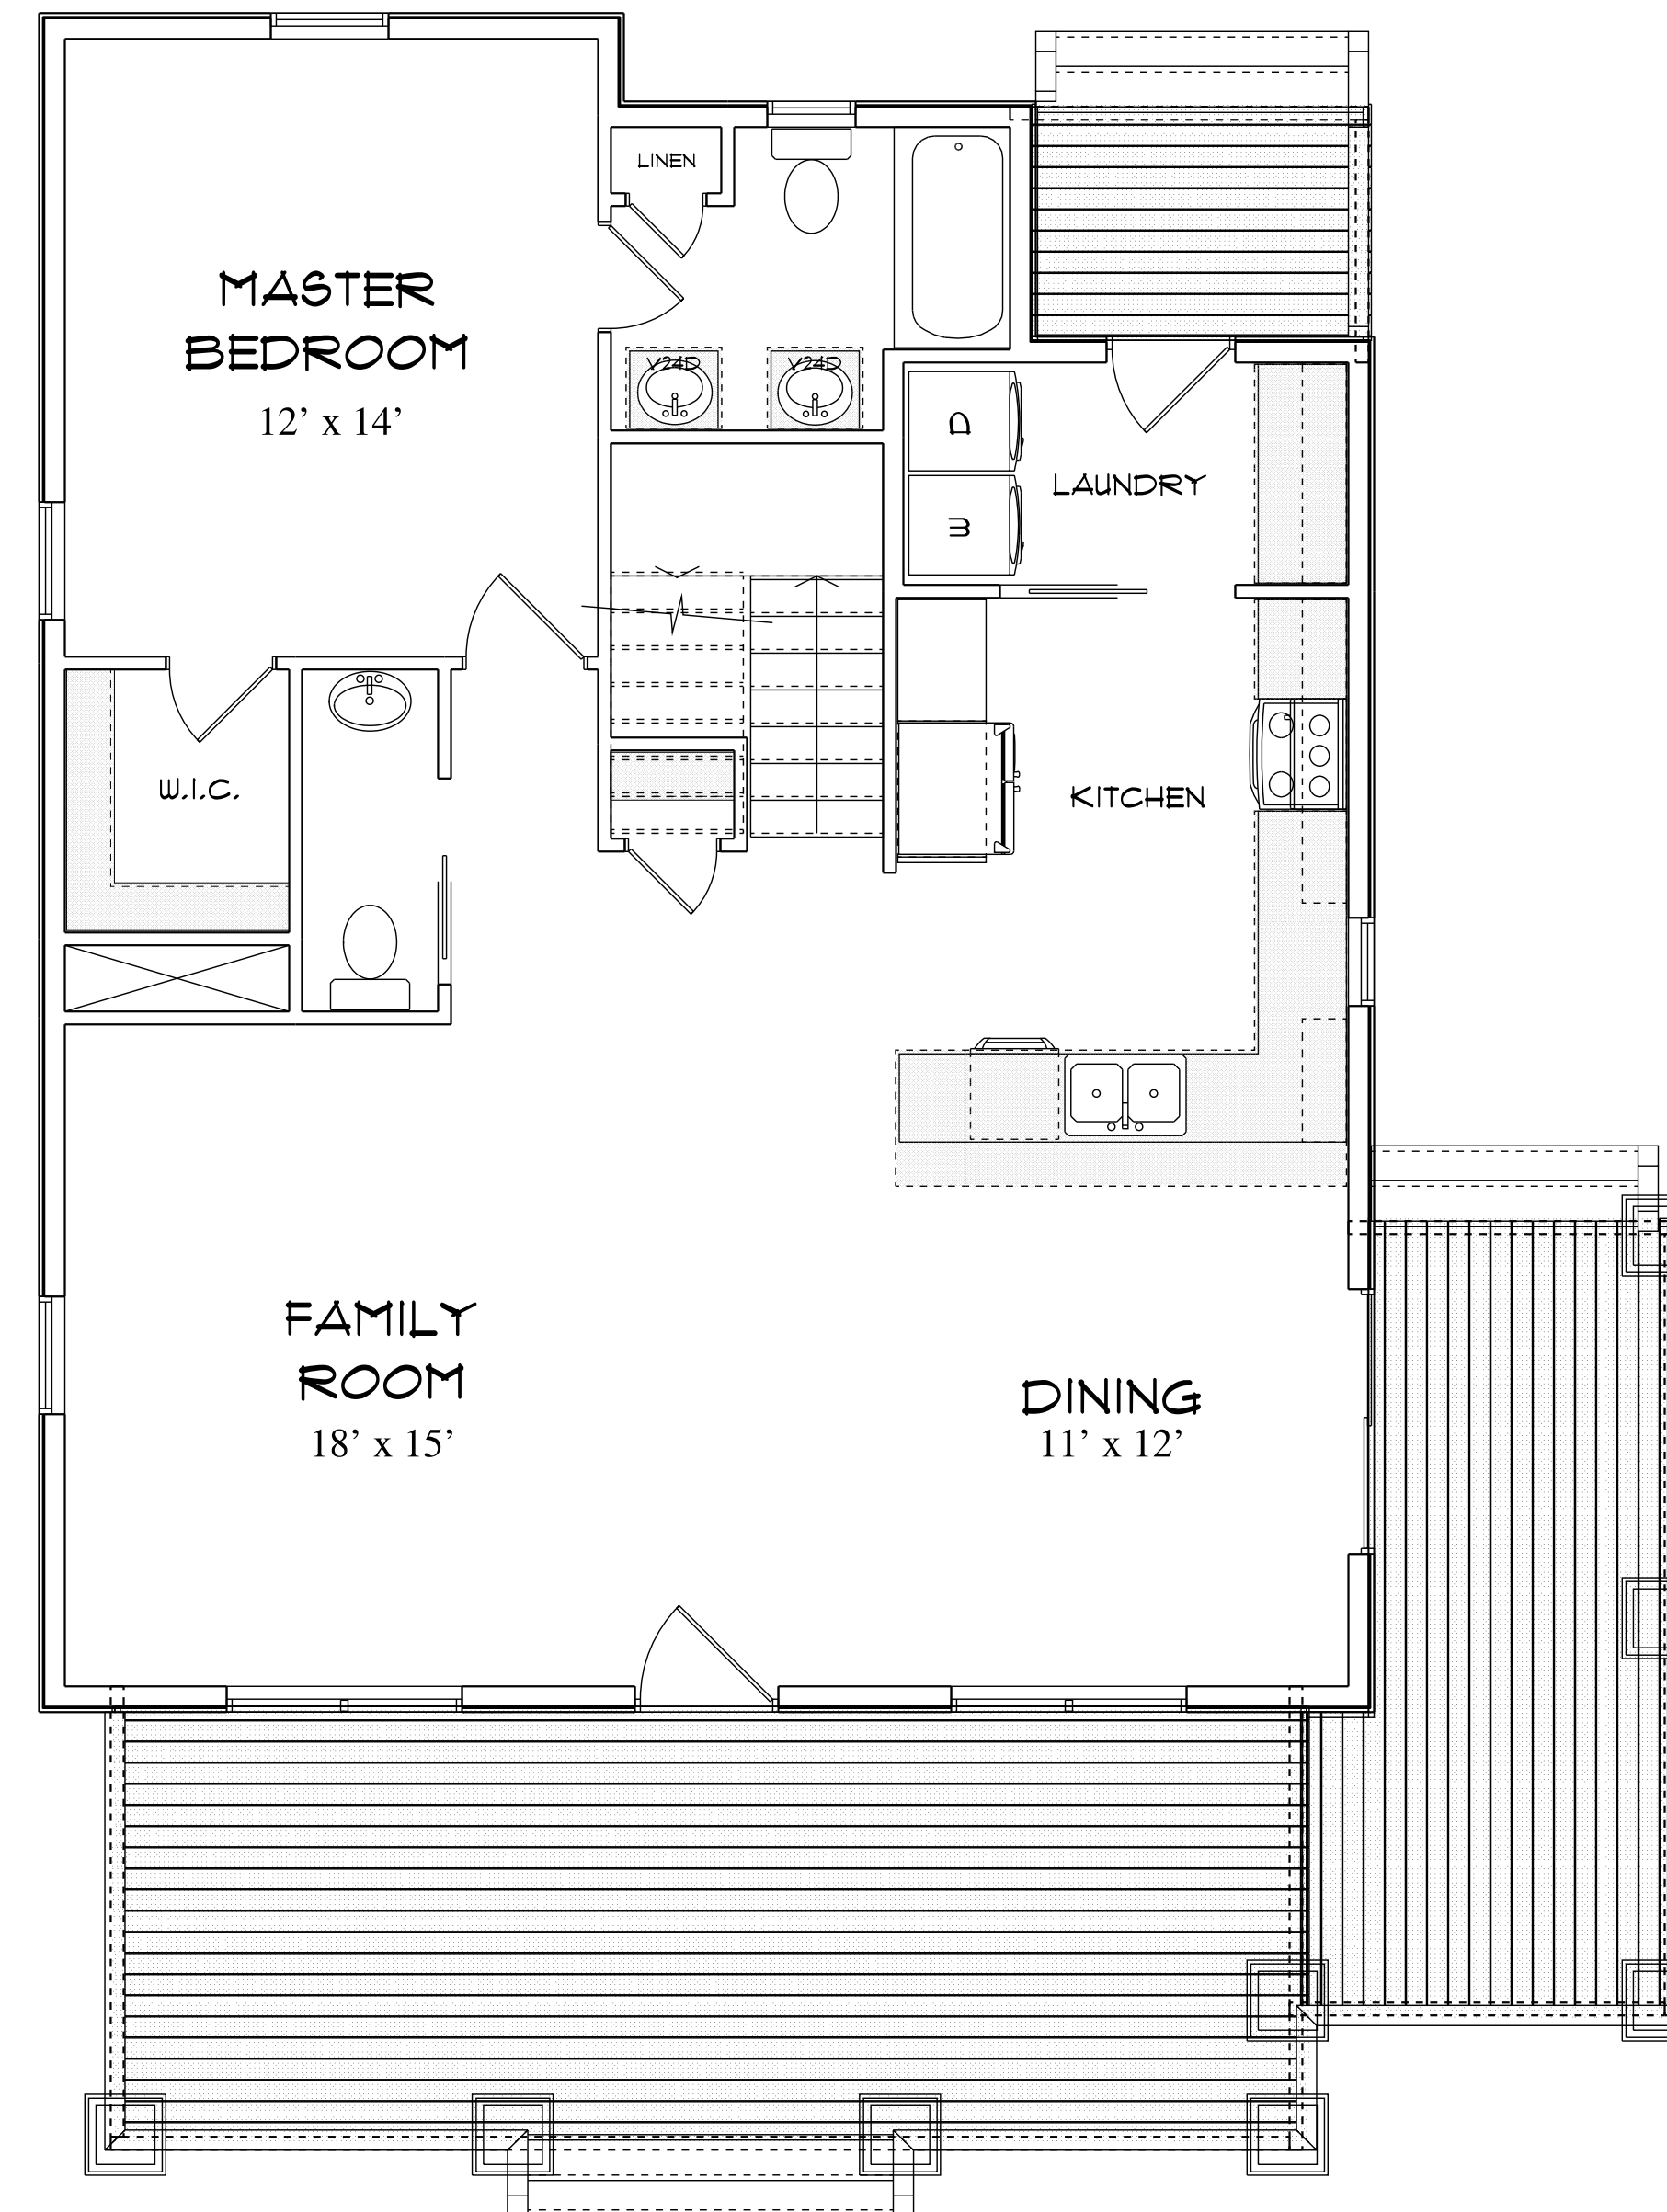 LINEN
MASTER
BEDROOM
12' x 14'
V24D
V24D
D
W
LAUNDRY
W.I.C.
KITCHEN
FAMILY
ROOM
18' x 15'
DINING
11' x 12'